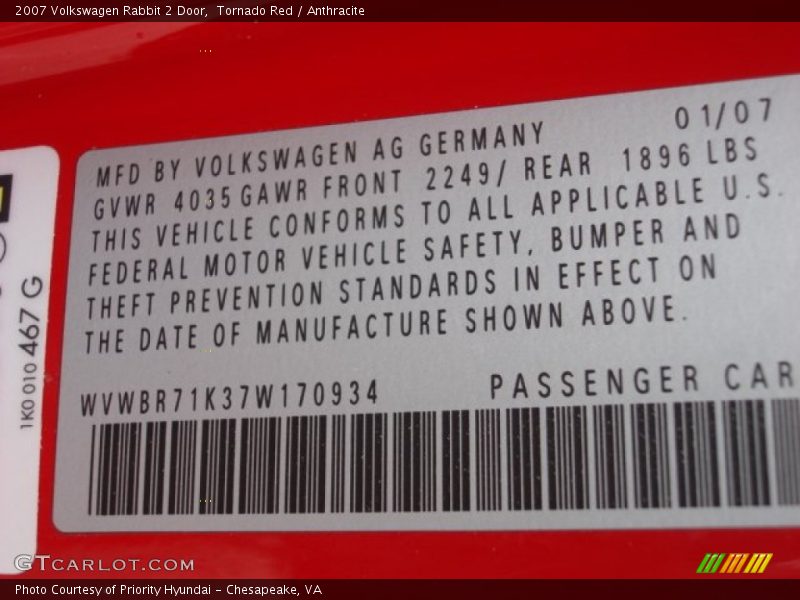 2007 Volkswagen Rabbit 2 Door, Tornado Red / Anthracite
01/07
MFD BY VOLKSWAGEN AG GERMANY
GVWR 4035 GAWR FRONT 2249/ REAR 1896 LBS
THIS VEHICLE CONFORMS TO ALL APPLICABLE U.S.
FEDERAL MOTOR VEHICLE SAFETY, BUMPER AND
THEFT PREVENTION STANDARDS IN EFFECT ON
THE DATE OF MANUFACTURE SHOWN ABOVE.
WVWBR71K37W170934 PASSENGER CAR
1K0 010 467 G
GTCARLOT.COM
Photo Courtesy of Priority Hyundai - Chesapeake, VA